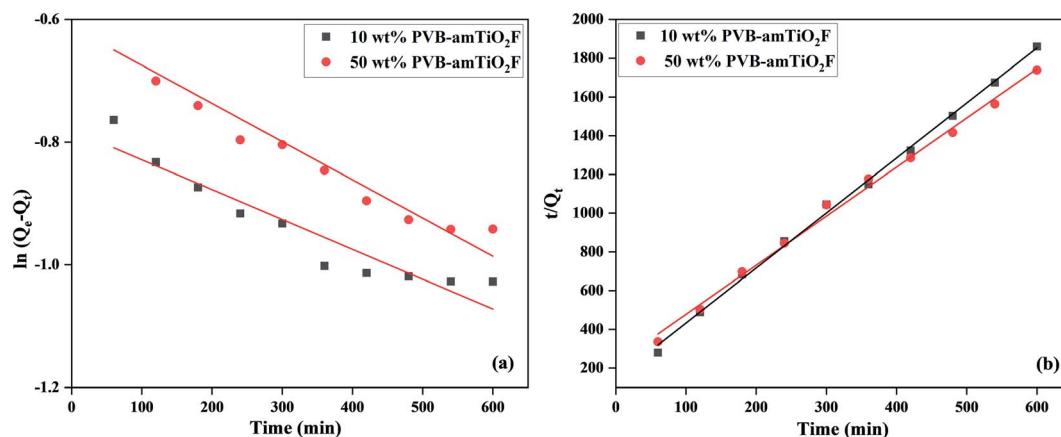 -0.6
-0.8
-1.0
-1.2
ln (Qₑ-Qₜ)
10 wt% PVB-amTiO₂F
50 wt% PVB-amTiO₂F
(a)
0 100 200 300 400 500 600
Time (min)
2000
1800
1600
1400
1200
1000
800
600
400
200
t/Qₜ
10 wt% PVB-amTiO₂F
50 wt% PVB-amTiO₂F
(b)
0 100 200 300 400 500 600
Time (min)